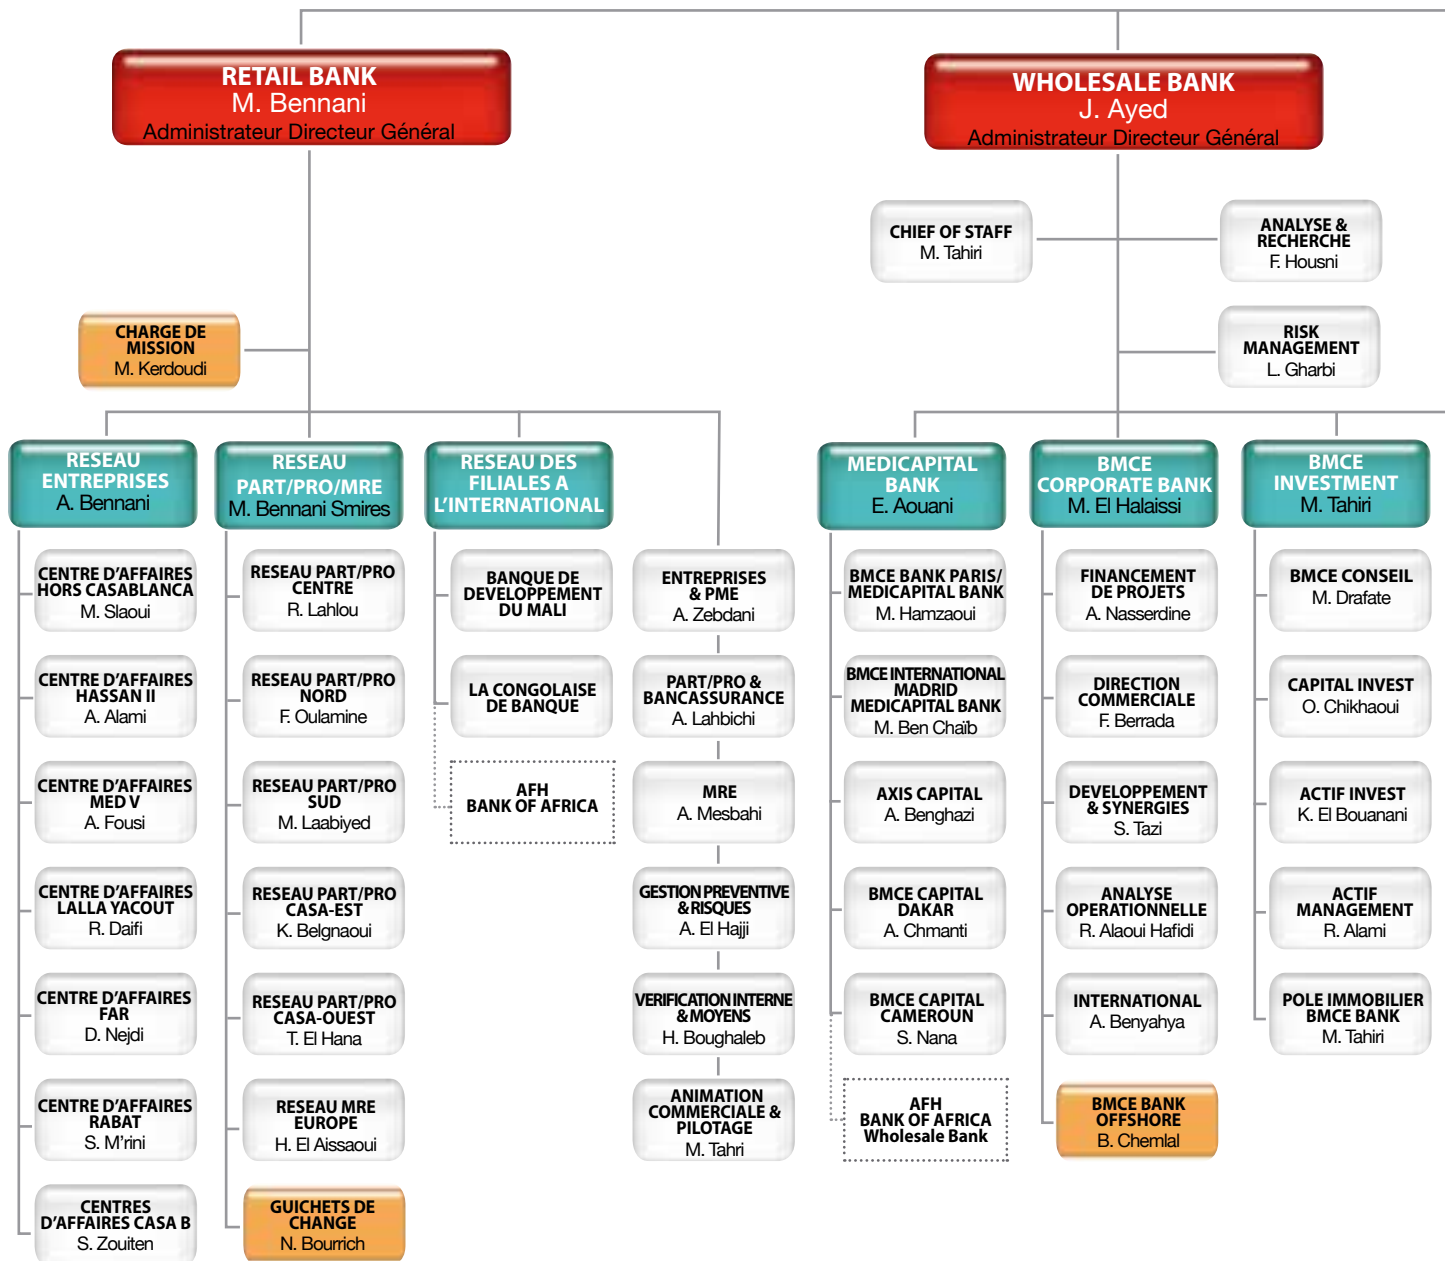 RETAIL BANK
M. Bennani
Administrateur Directeur Général
WHOLESALE BANK
J. Ayed
Administrateur Directeur Général
CHIEF OF STAFF
M. Tahiri
ANALYSE &
RECHERCHE
F. Housni
CHARGE DE
MISSION
M. Kerdoudi
RISK
MANAGEMENT
L. Gharbi
RESEAU
ENTREPRISES
A. Bennani
CENTRE D'AFFAIRES
HORS CASABLANCA
M. Slaoui
CENTRE D'AFFAIRES
HASSAN II
A. Alami
CENTRE D'AFFAIRES
MED V
A. Fousi
CENTRE D'AFFAIRES
LALLA YACOUT
R. Daifi
CENTRE D'AFFAIRES
FAR
D. Nejdi
CENTRE D'AFFAIRES
RABAT
S. M'rini
CENTRES
D'AFFAIRES CASA B
S. Zouiten
RESEAU
PART/PRO/MRE
M. Bennani Smires
RESEAU PART/PRO
CENTRE
R. Lahlou
RESEAU PART/PRO
NORD
F. Oulamine
RESEAU PART/PRO
SUD
M. Laabiyed
RESEAU PART/PRO
CASA-EST
K. Belgnaoui
RESEAU PART/PRO
CASA-OUEST
T. El Hana
RESEAU MRE
EUROPE
H. El Aissaoui
GUICHETS DE
CHANGE
N. Bourrich
RESEAU DES
FILIALES A
L'INTERNATIONAL
BANQUE DE
DEVELOPPEMENT
DU MALI
LA CONGOLAISE
DE BANQUE
AFH
BANK OF AFRICA
ENTREPRISES
& PME
A. Zebdani
PART/PRO &
BANCASSURANCE
A. Lahbichi
MRE
A. Mesbahi
GESTION PREVENTIVE
& RISQUES
A. El Hajji
VERIFICATION INTERNE
& MOYENS
H. Boughaleb
ANIMATION
COMMERCIALE &
PILOTAGE
M. Tahri
MEDICAPITAL
BANK
E. Aouani
BMCE BANK PARIS/
MEDICAPITAL BANK
M. Hamzaoui
BMCE INTERNATIONAL
MADRID
MEDICAPITAL BANK
M. Ben Chaïb
AXIS CAPITAL
A. Benghazi
BMCE CAPITAL
DAKAR
A. Chmanti
BMCE CAPITAL
CAMEROUN
S. Nana
AFH
BANK OF AFRICA
Wholesale Bank
BMCE
CORPORATE BANK
M. El Halaissi
FINANCEMENT
DE PROJETS
A. Nasserdine
DIRECTION
COMMERCIALE
F. Berrada
DEVELOPPEMENT
& SYNERGIES
S. Tazi
ANALYSE
OPERATIONNELLE
R. Alaoui Hafidi
INTERNATIONAL
A. Benyahya
BMCE BANK
OFFSHORE
B. Chemlal
BMCE
INVESTMENT
M. Tahiri
BMCE CONSEIL
M. Drafate
CAPITAL INVEST
O. Chikhaoui
ACTIF INVEST
K. El Bouanani
ACTIF
MANAGEMENT
R. Alami
POLE IMMOBILIER
BMCE BANK
M. Tahiri